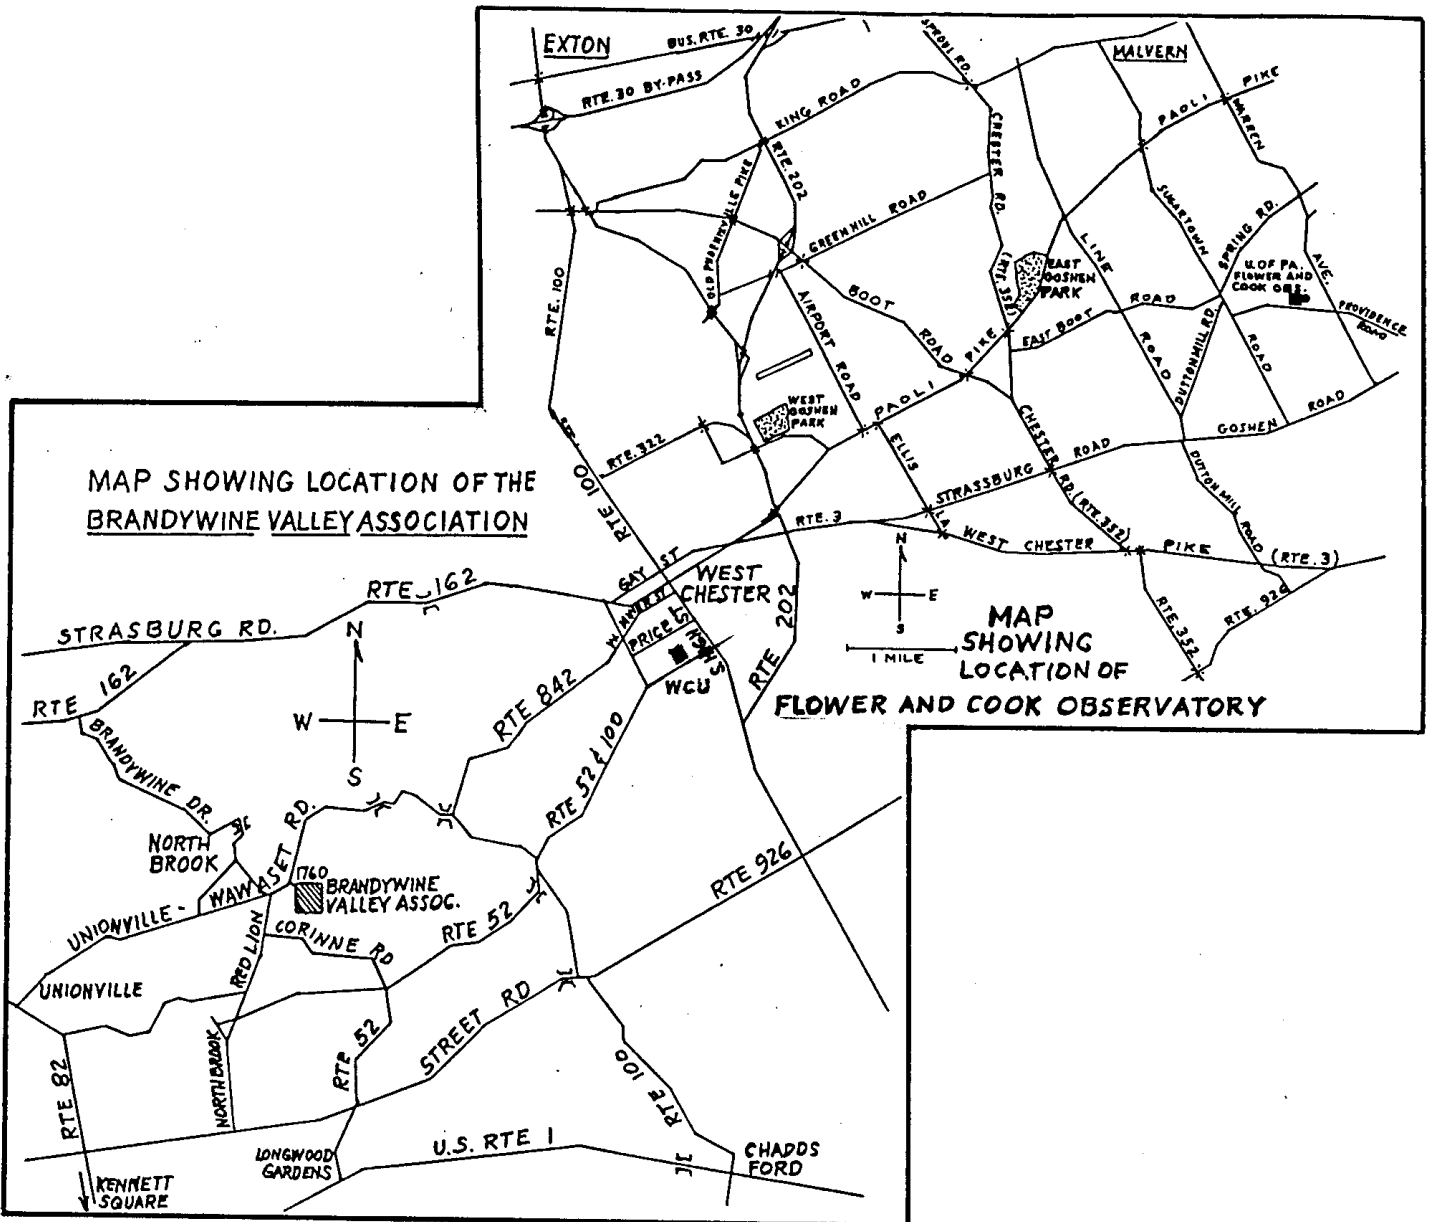 EXTON
BUS. RTE. 30
RTE. 30 BY-PASS
SPROUL RD.
MALVERN
PAOLI PIKE
WARREN AVE.
KING ROAD
RTE. 202
OLD PHOENIXVILLE PIKE
GREENHILL ROAD
CHESTER RD. (RTE. 352)
EAST
GOSHEN
PARK
LINE ROAD
SUGARTOWN ROAD
SPRING RD.
U. OF PA.
FLOWER AND
COOK OBS.
PROVIDENCE
ROAD
RTE. 100
BOOT ROAD
AIRPORT ROAD
EAST BOOT ROAD
DUTTON MILL RD.
PAOLI PIKE
WEST
GOSHEN
PARK
RTE. 322
ELLIS
LA.
CHESTER RD. (RTE. 352)
STRASSBURG ROAD
GOSHEN ROAD
DUTTON MILL ROAD
RTE 100
RTE. 3
WEST CHESTER PIKE (RTE. 3)
RTE. 926
RTE. 352
N
W E
S
1 MILE
MAP
SHOWING
LOCATION OF
FLOWER AND COOK OBSERVATORY
MAP SHOWING LOCATION OF THE
BRANDYWINE VALLEY ASSOCIATION
GAY ST
WEST
CHESTER
W. MINER ST
PRICE ST
S HIGH
WCU
RTE 202
RTE 162
STRASBURG RD.
RTE 162
N
W E
S
BRANDYWINE DR.
RTE 842
RTE 52 & 100
NORTH
BROOK
UNIONVILLE - WAWASET RD.
1760
BRANDYWINE
VALLEY ASSOC.
RED LION
CORINNE RD
RTE 52
RTE 926
UNIONVILLE
NORTHBROOK
RTE 52
STREET RD
RTE 82
RTE 100
LONGWOOD
GARDENS
U.S. RTE 1
CHADDS
FORD
KENNETT
SQUARE